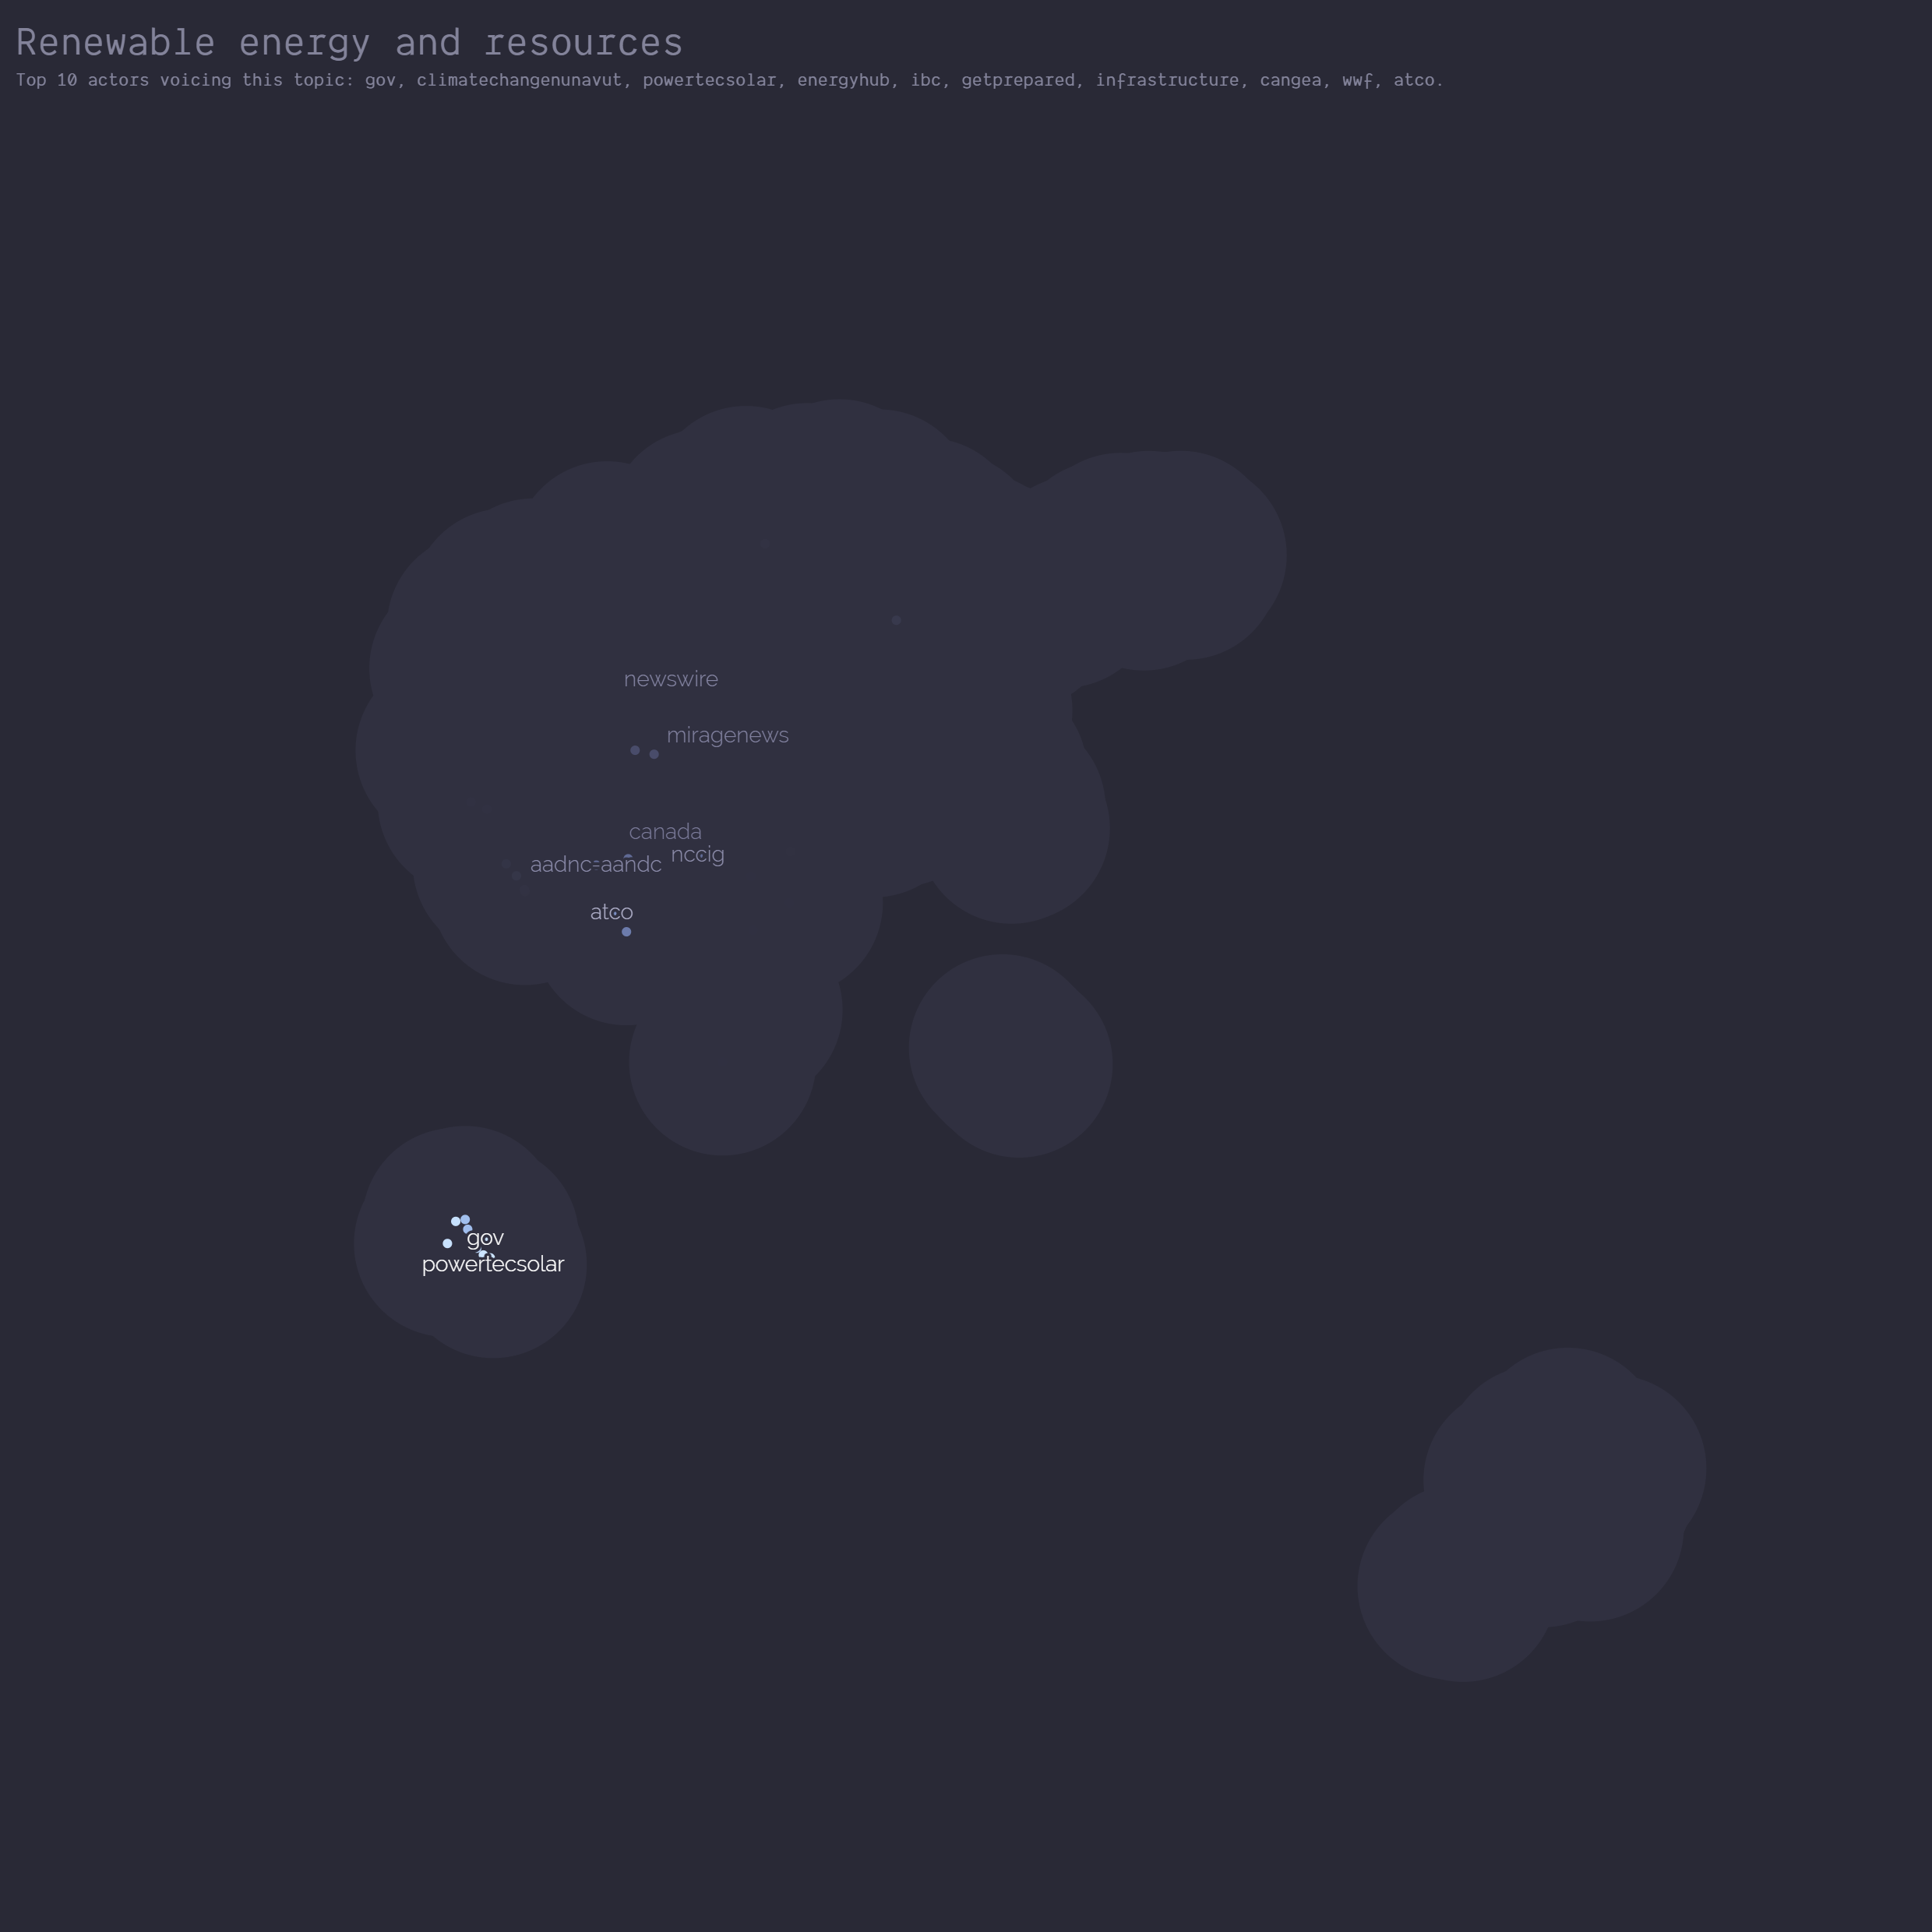 Renewable energy and resources
Top 10 actors voicing this topic: gov, climatechangenunavut, powertecsolar, energyhub, ibc, getprepared, infrastructure, cangea, wwf, atco.
newswire
miragenews
canada
nccig
aadnc-aandc
atco
gov
powertecsolar